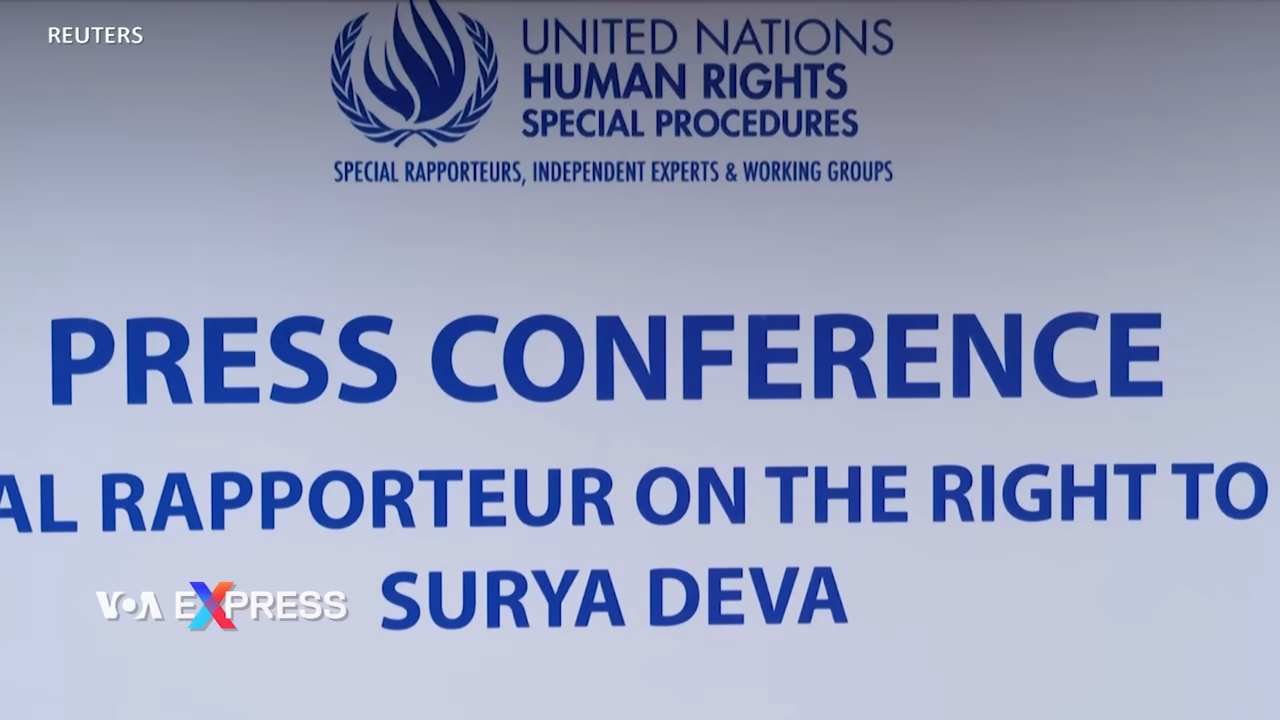 REUTERS
UNITED NATIONS
HUMAN RIGHTS
SPECIAL PROCEDURES
SPECIAL RAPPORTEURS, INDEPENDENT EXPERTS & WORKING GROUPS
PRESS CONFERENCE
AL RAPPORTEUR ON THE RIGHT TO
SURYA DEVA
VOA EXPRESS